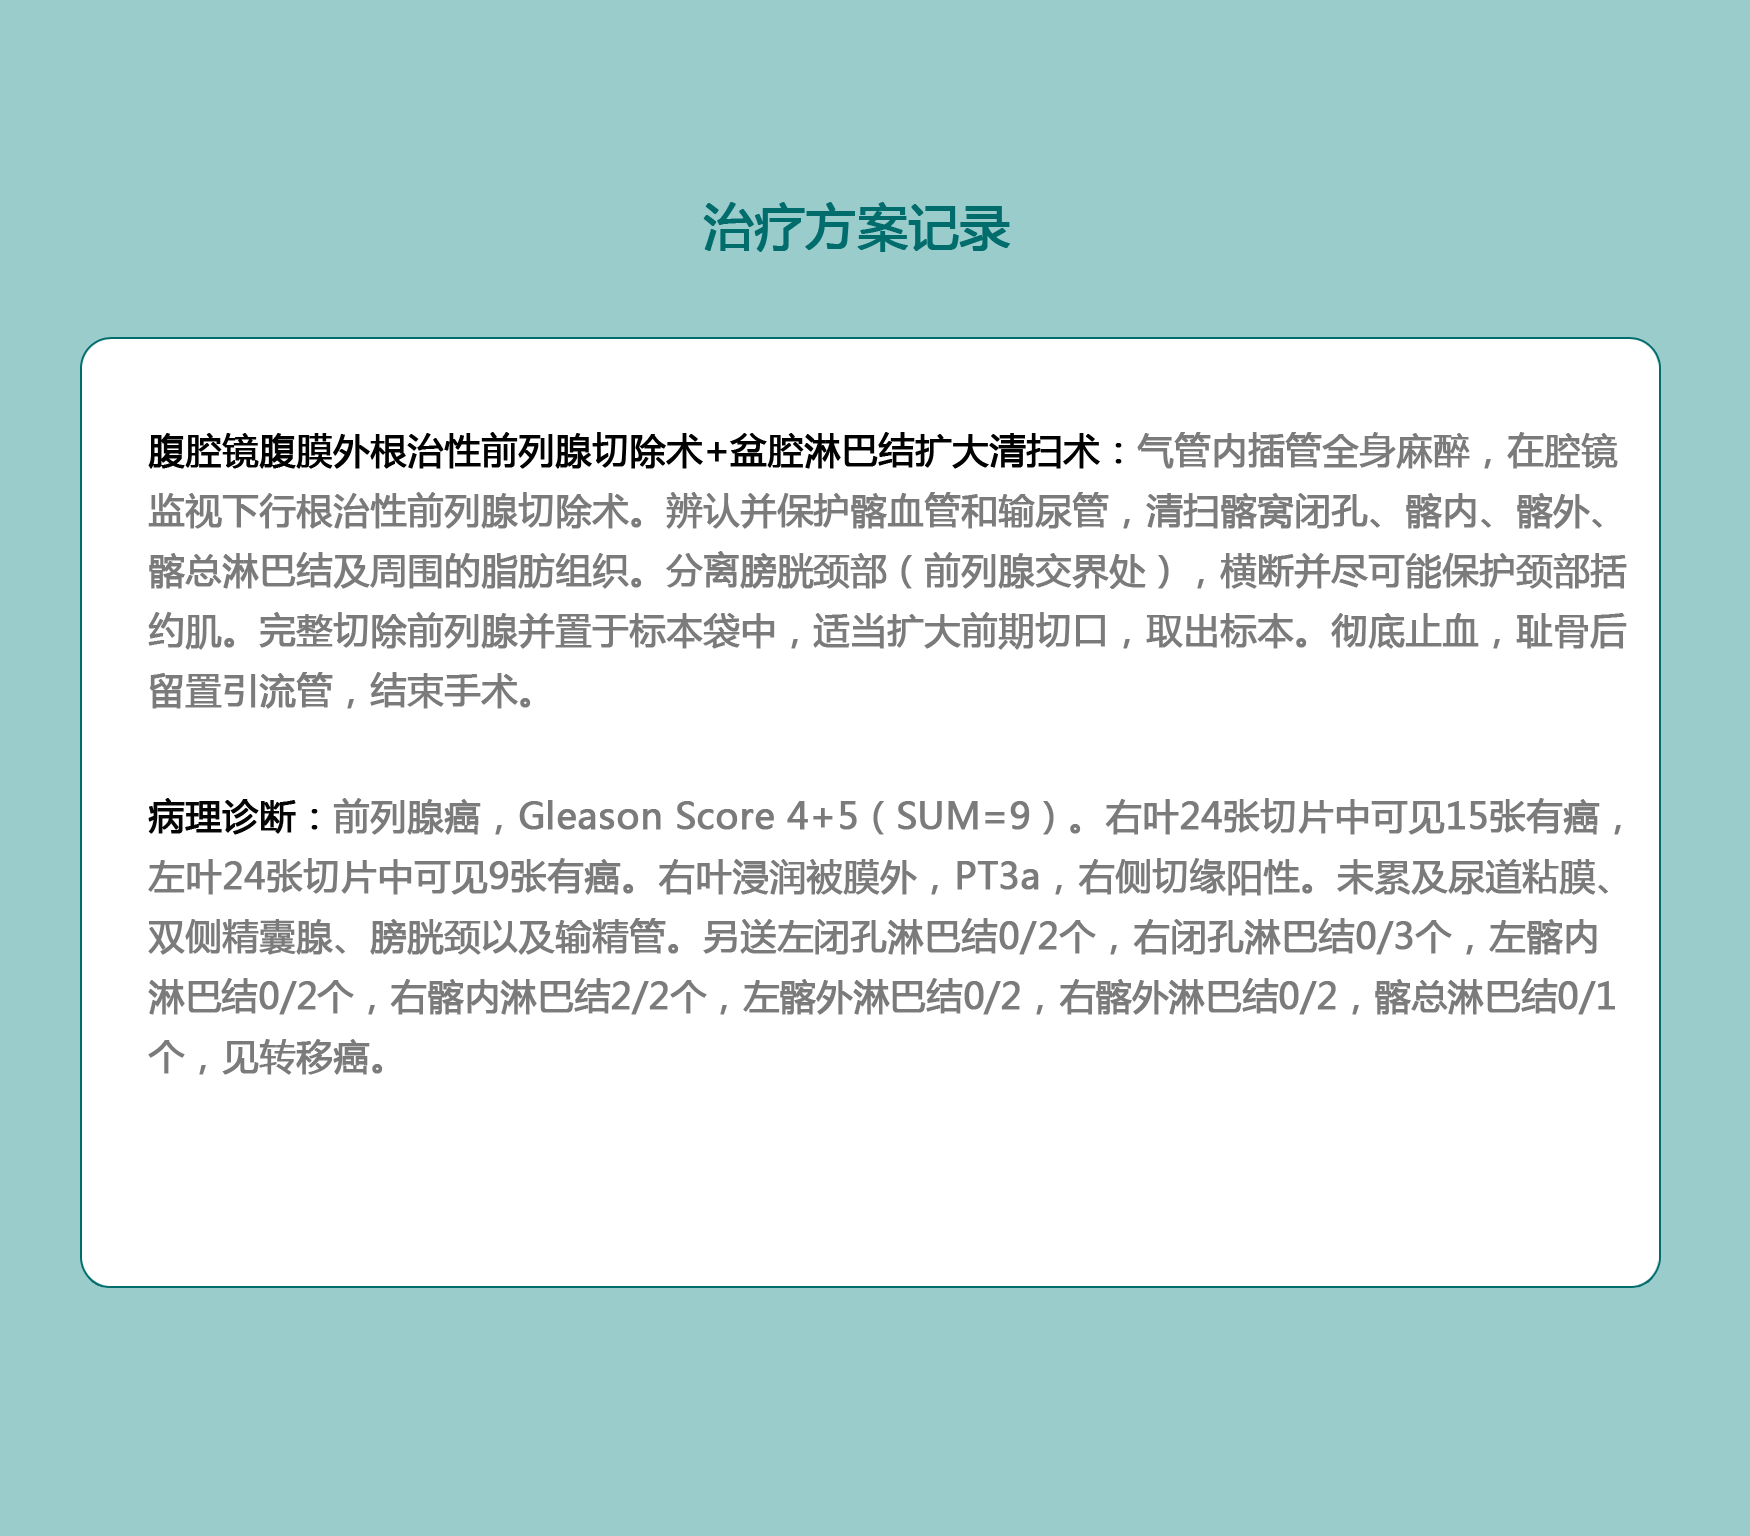 治疗方案记录
腹腔镜腹膜外根治性前列腺切除术+盆腔淋巴结扩大清扫术：气管内插管全身麻醉，在腔镜
监视下行根治性前列腺切除术。辨认并保护髂血管和输尿管，清扫髂窝闭孔、髂内、髂外、
髂总淋巴结及周围的脂肪组织。分离膀胱颈部（前列腺交界处），横断并尽可能保护颈部括
约肌。完整切除前列腺并置于标本袋中，适当扩大前期切口，取出标本。彻底止血，耻骨后
留置引流管，结束手术。
病理诊断：前列腺癌，Gleason Score 4+5（SUM=9）。右叶24张切片中可见15张有癌，
左叶24张切片中可见9张有癌。右叶浸润被膜外，PT3a，右侧切缘阳性。未累及尿道粘膜、
双侧精囊腺、膀胱颈以及输精管。另送左闭孔淋巴结0/2个，右闭孔淋巴结0/3个，左髂内
淋巴结0/2个，右髂内淋巴结2/2个，左髂外淋巴结0/2，右髂外淋巴结0/2，髂总淋巴结0/1
个，见转移癌。